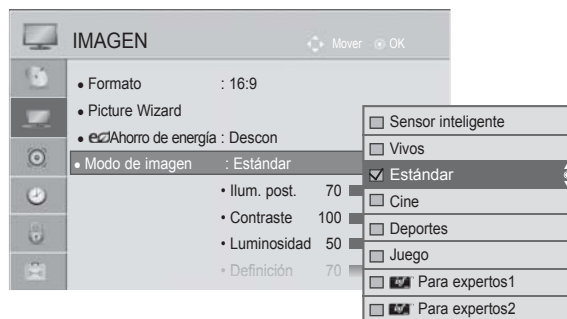 IMAGEN
Mover OK
• Formato : 16:9
• Picture Wizard
• eco Ahorro de energía : Descon
• Modo de imagen : Estándar
• Ilum. post. 70
• Contraste 100
• Luminosidad 50
• Definición 70
Sensor inteligente
Vivos
Estándar
Cine
Deportes
Juego
Para expertos1
Para expertos2